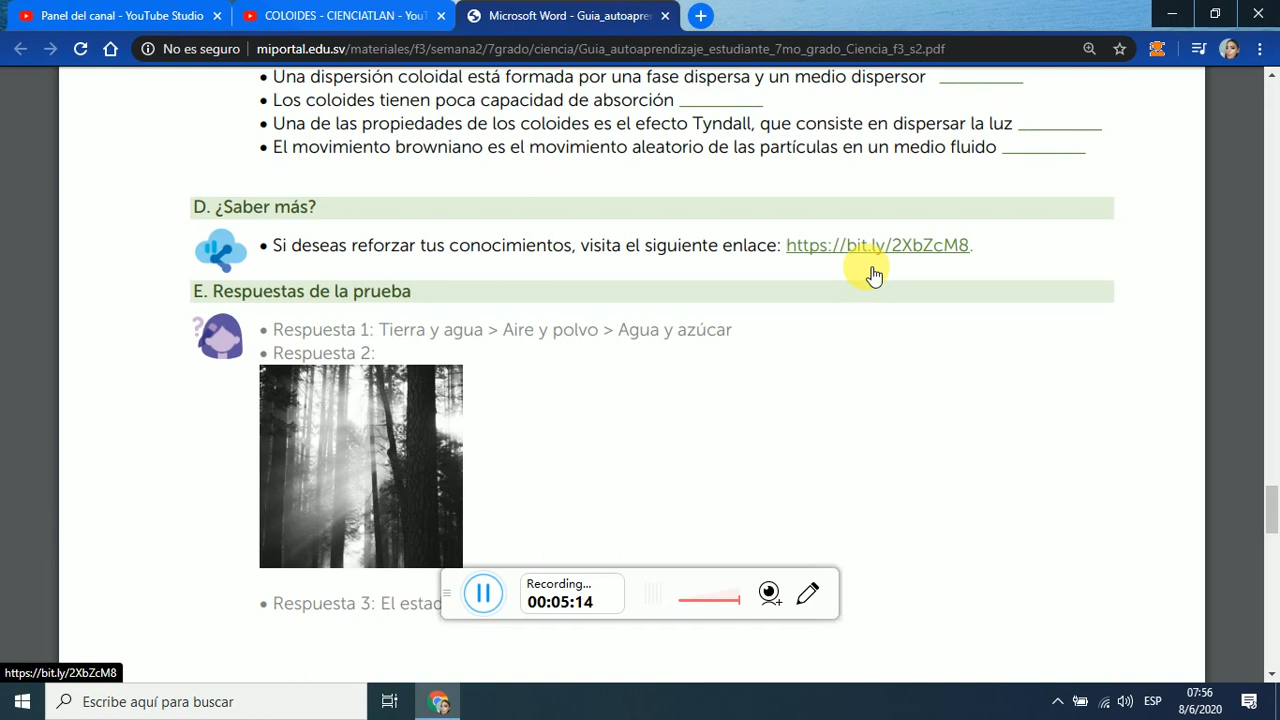 Panel del canal - YouTube Studio
COLOIDES - CIENCIATLAN - YouT
Microsoft Word - Guia_autoapre
No es seguro
miportal.edu.sv/materiales/f3/semana2/7grado/ciencia/Guia_autoaprendizaje_estudiante_7mo_grado_Ciencia_f3_s2.pdf
• Una dispersión coloidal está formada por una fase dispersa y un medio dispersor __________
• Los coloides tienen poca capacidad de absorción __________
• Una de las propiedades de los coloides es el efecto Tyndall, que consiste en dispersar la luz __________
• El movimiento browniano es el movimiento aleatorio de las partículas en un medio fluido __________
D. ¿Saber más?
• Si deseas reforzar tus conocimientos, visita el siguiente enlace: https://bit.ly/2XbZcM8.
E. Respuestas de la prueba
• Respuesta 1: Tierra y agua > Aire y polvo > Agua y azúcar
• Respuesta 2:
Recording...
00:05:14
• Respuesta 3: El estad
https://bit.ly/2XbZcM8
Escribe aquí para buscar
ESP
07:56
8/6/2020